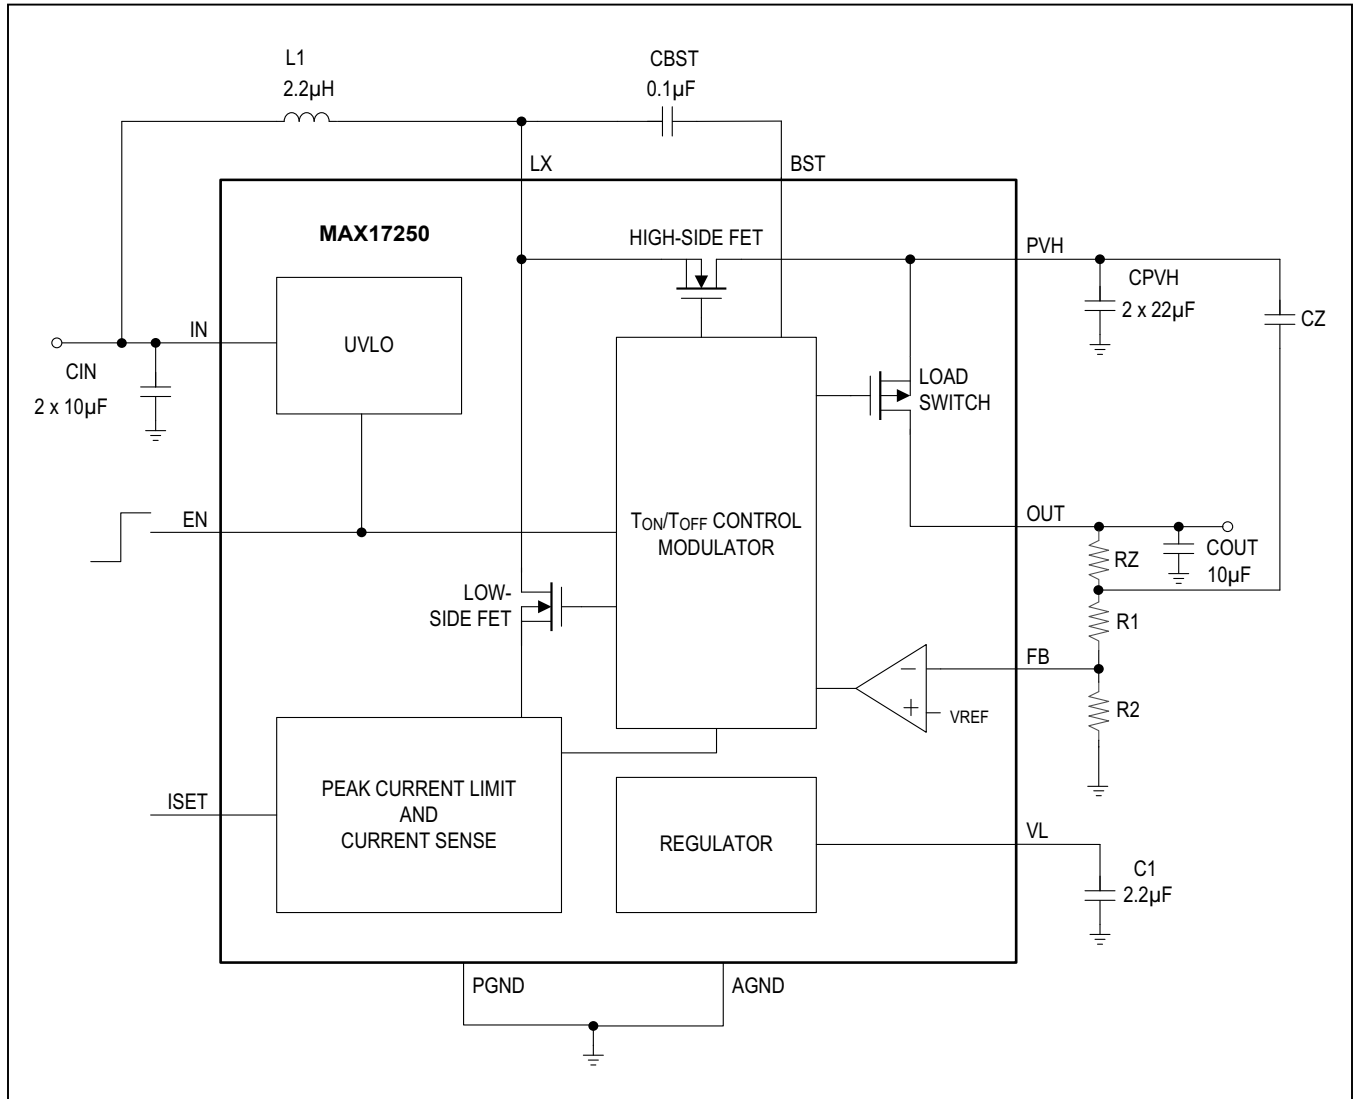 L1
2.2µH
CBST
0.1µF
LX
BST
MAX17250
HIGH-SIDE FET
PVH
CPVH
2 x 22µF
CZ
IN
UVLO
CIN
2 x 10µF
LOAD
SWITCH
EN
TON/TOFF CONTROL
MODULATOR
OUT
RZ
COUT
10µF
LOW-
SIDE FET
R1
FB
−
+
VREF
R2
PEAK CURRENT LIMIT
AND
CURRENT SENSE
ISET
REGULATOR
VL
C1
2.2µF
PGND
AGND